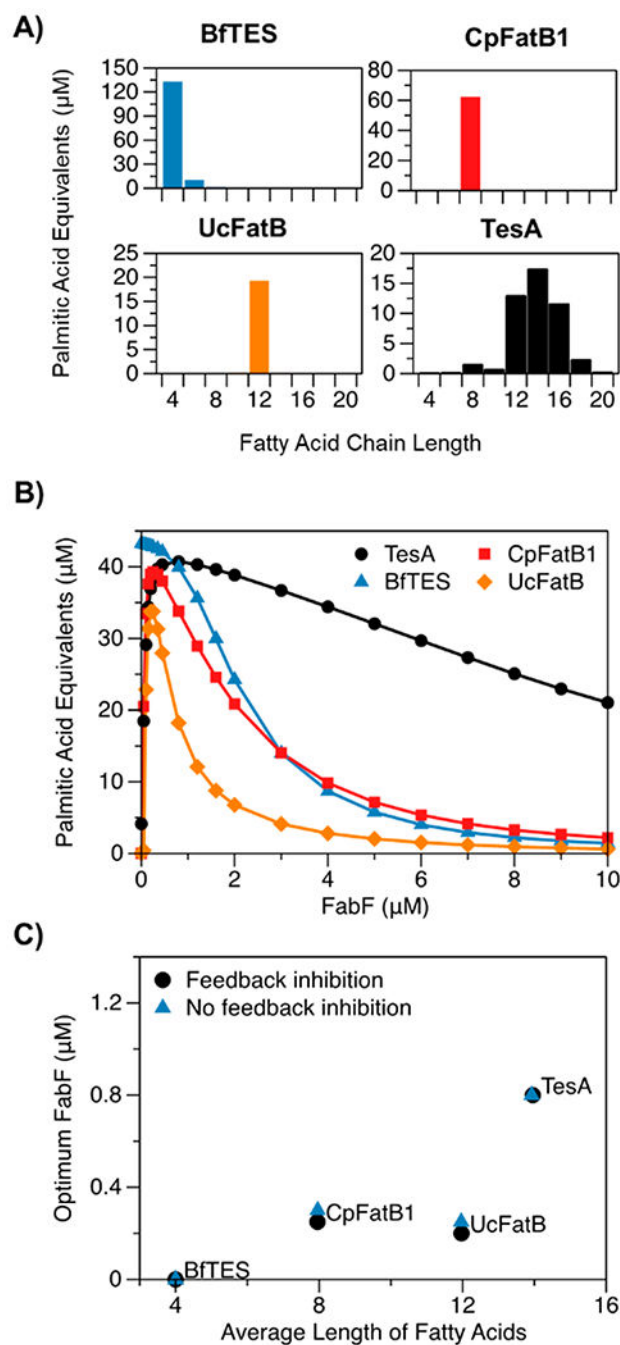 A)
BfTES
CpFatB1
Palmitic Acid Equivalents (µM)
150
120
90
60
30
0
80
60
40
20
0
UcFatB
TesA
25
20
15
10
5
0
20
15
10
5
0
4 8 12 16 20
4 8 12 16 20
Fatty Acid Chain Length
B)
Palmitic Acid Equivalents (µM)
40
30
20
10
0
TesA CpFatB1
BfTES UcFatB
0 2 4 6 8 10
FabF (µM)
C)
Optimum FabF (µM)
1.2
0.8
0.4
0
Feedback inhibition
No feedback inhibition
TesA
CpFatB1
UcFatB
BfTES
4 8 12 16
Average Length of Fatty Acids